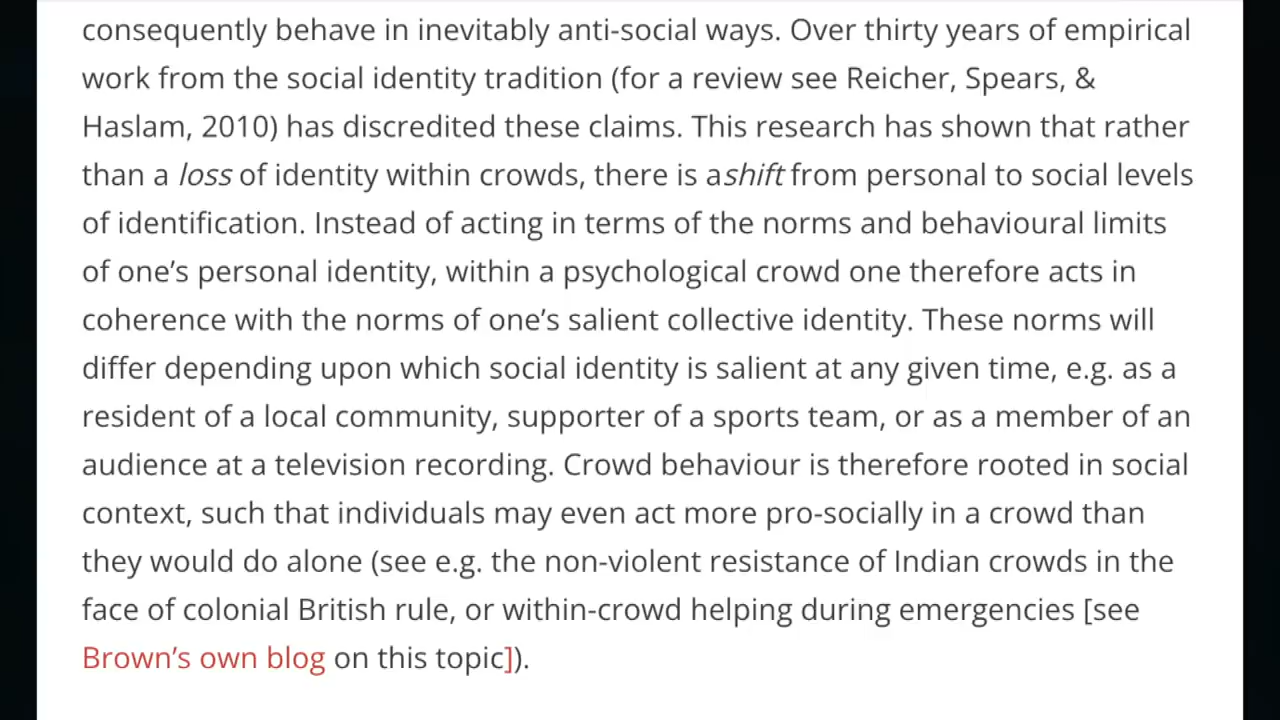 consequently behave in inevitably anti-social ways. Over thirty years of empirical
work from the social identity tradition (for a review see Reicher, Spears, &
Haslam, 2010) has discredited these claims. This research has shown that rather
than a loss of identity within crowds, there is ashift from personal to social levels
of identification. Instead of acting in terms of the norms and behavioural limits
of one’s personal identity, within a psychological crowd one therefore acts in
coherence with the norms of one’s salient collective identity. These norms will
differ depending upon which social identity is salient at any given time, e.g. as a
resident of a local community, supporter of a sports team, or as a member of an
audience at a television recording. Crowd behaviour is therefore rooted in social
context, such that individuals may even act more pro-socially in a crowd than
they would do alone (see e.g. the non-violent resistance of Indian crowds in the
face of colonial British rule, or within-crowd helping during emergencies [see
Brown’s own blog on this topic]).